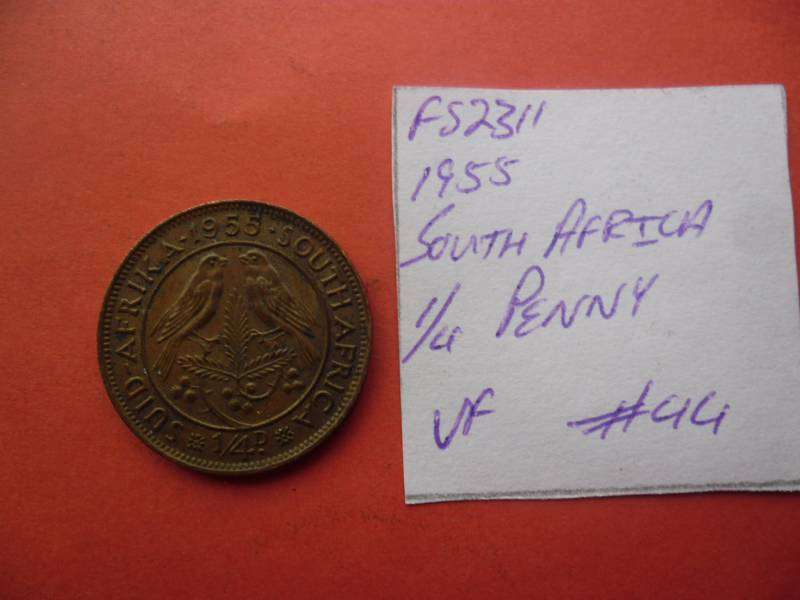 SUID-AFRIKA·1955·SOUTH AFRICA
1/4D
FS2311
1955
SOUTH AFRICA
1/4 PENNY
VF #44